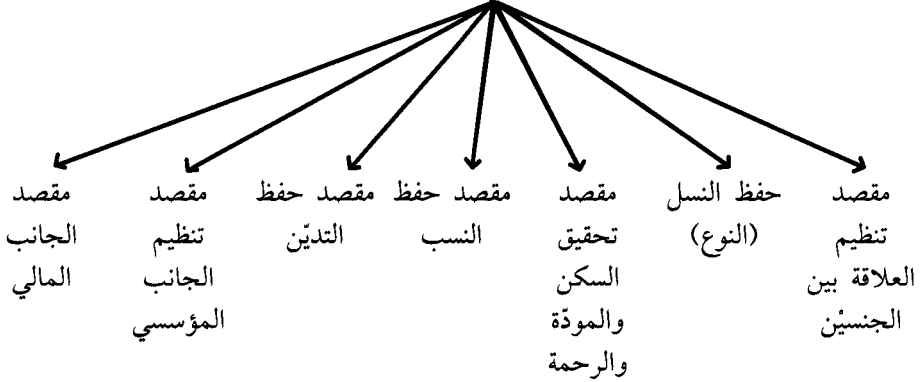 مقصد
تنظيم
العلاقة بين
الجنسيْن
حفظ النسل
(النوع)
مقصد
تحقيق
السكن
والمودّة
والرحمة
مقصد حفظ
النسب
مقصد حفظ
التديّن
مقصد
تنظيم
الجانب
المؤسسي
مقصد
الجانب
المالي